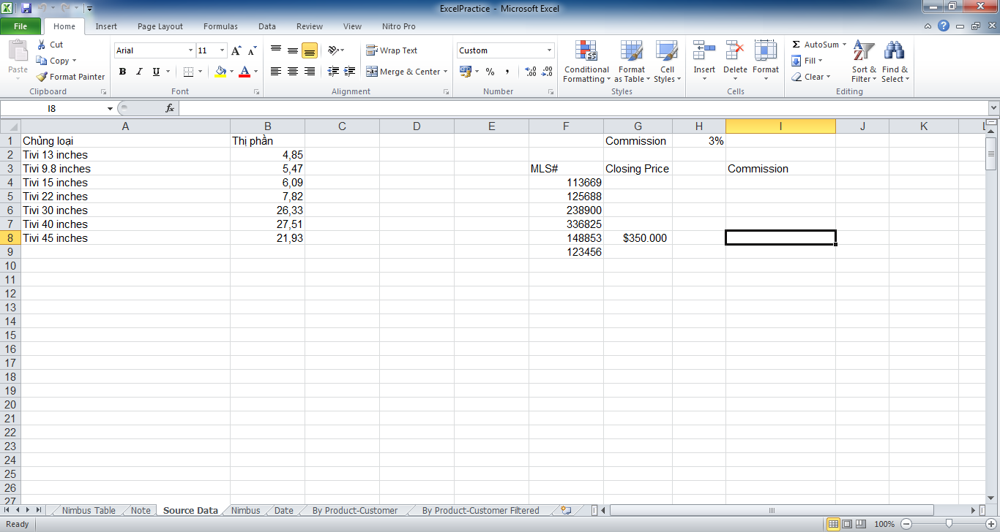 ExcelPractice - Microsoft Excel
File Home Insert Page Layout Formulas Data Review View Nitro Pro
Paste
Cut
Copy
Format Painter
Clipboard
Arial 11
B I U
Font
Wrap Text
Merge & Center
Alignment
Custom
%
Number
Conditional Formatting
Format as Table
Cell Styles
Styles
Insert
Delete
Format
Cells
AutoSum
Fill
Clear
Sort & Filter
Find & Select
Editing
I8 fx
A B C D E F G H I J K L
1 Chủng loại Thị phần Commission 3%
2 Tivi 13 inches 4,85
3 Tivi 9.8 inches 5,47 MLS# Closing Price Commission
4 Tivi 15 inches 6,09 113669
5 Tivi 22 inches 7,82 125688
6 Tivi 30 inches 26,33 238900
7 Tivi 40 inches 27,51 336825
8 Tivi 45 inches 21,93 148853 $350.000
9 123456
10
11
12
13
14
15
16
17
18
19
20
21
22
23
24
25
26
27
Nimbus Table Note Source Data Nimbus Date By Product-Customer By Product-Customer Filtered
Ready 100%